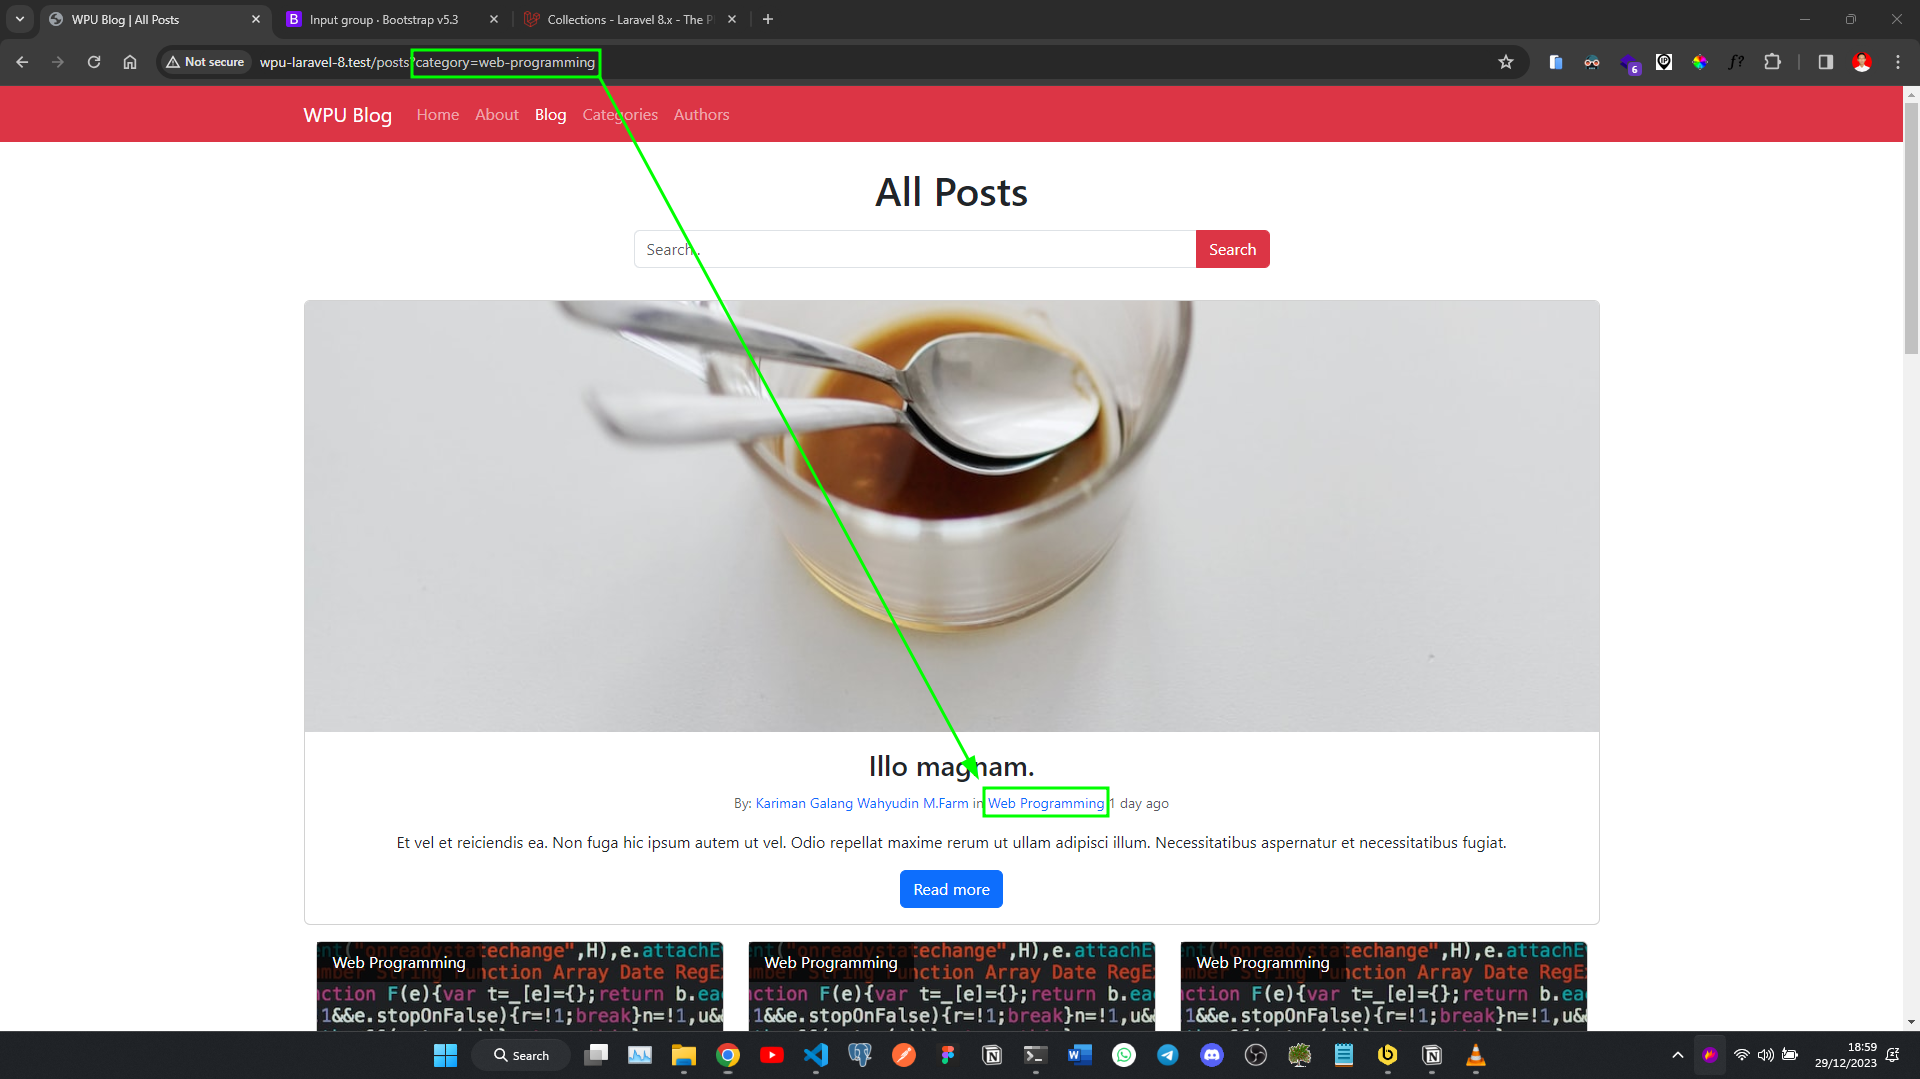 WPU Blog | All Posts
Input group · Bootstrap v5.3
Collections - Laravel 8.x - The P
Not secure
wpu-laravel-8.test/posts?category=web-programming
6
f?
WPU Blog
Home
About
Blog
Categories
Authors
All Posts
Search..
Search
Illo magnam.
By: Kariman Galang Wahyudin M.Farm in Web Programming 1 day ago
Et vel et reiciendis ea. Non fuga hic ipsum autem ut vel. Odio repellat maxime rerum ut ullam adipisci illum. Necessitatibus aspernatur et necessitatibus fugiat.
Read more
Web Programming
Web Programming
Web Programming
Search
18:59
29/12/2023